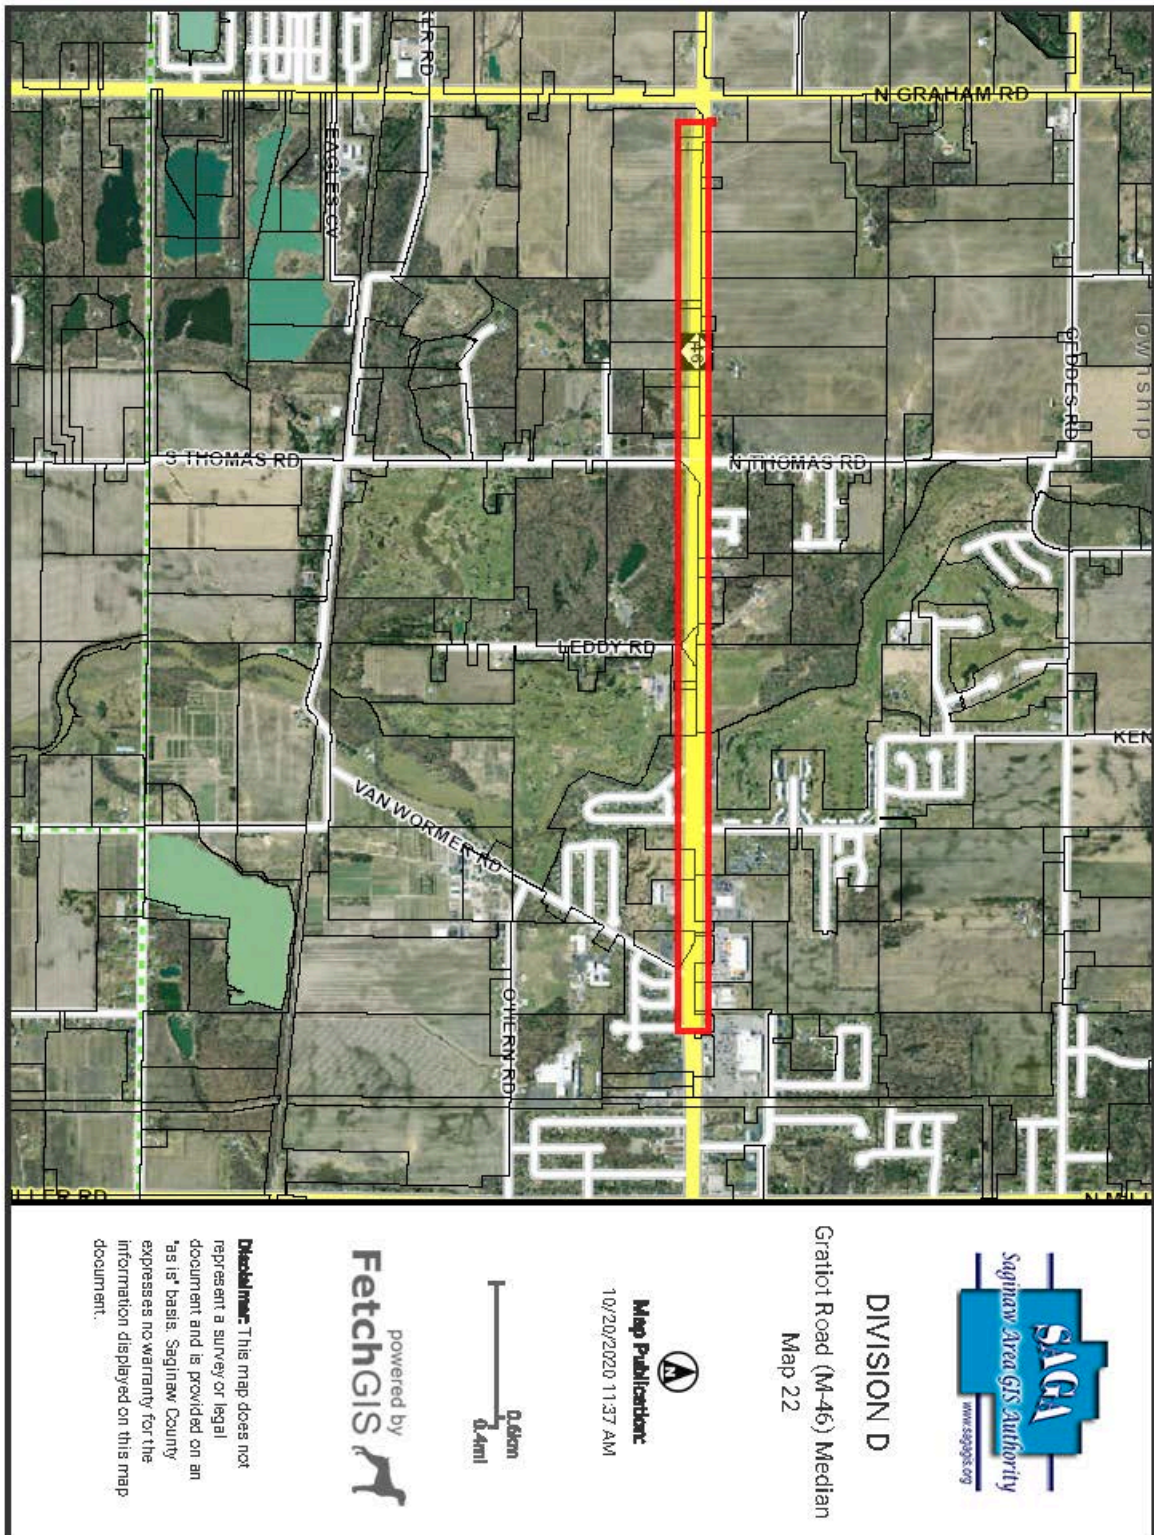 N GRAHAM RD
EAGLES CV
Township
GEDDES RD
46
S THOMAS RD
N THOMAS RD
LEDDY RD
VAN WORMER RD
O'HERN RD
SAGA
Saginaw Area GIS Authority
www.sagagis.org
DIVISION D
Gratiot Road (M-46) Median
Map 22
N
Map Publication:
10/20/2020 11:37 AM
0.6km
0.4mi
powered by
FetchGIS
Disclaimer: This map does not
represent a survey or legal
document and is provided on an
"as is" basis. Saginaw County
expresses no warranty for the
information displayed on this map
document.